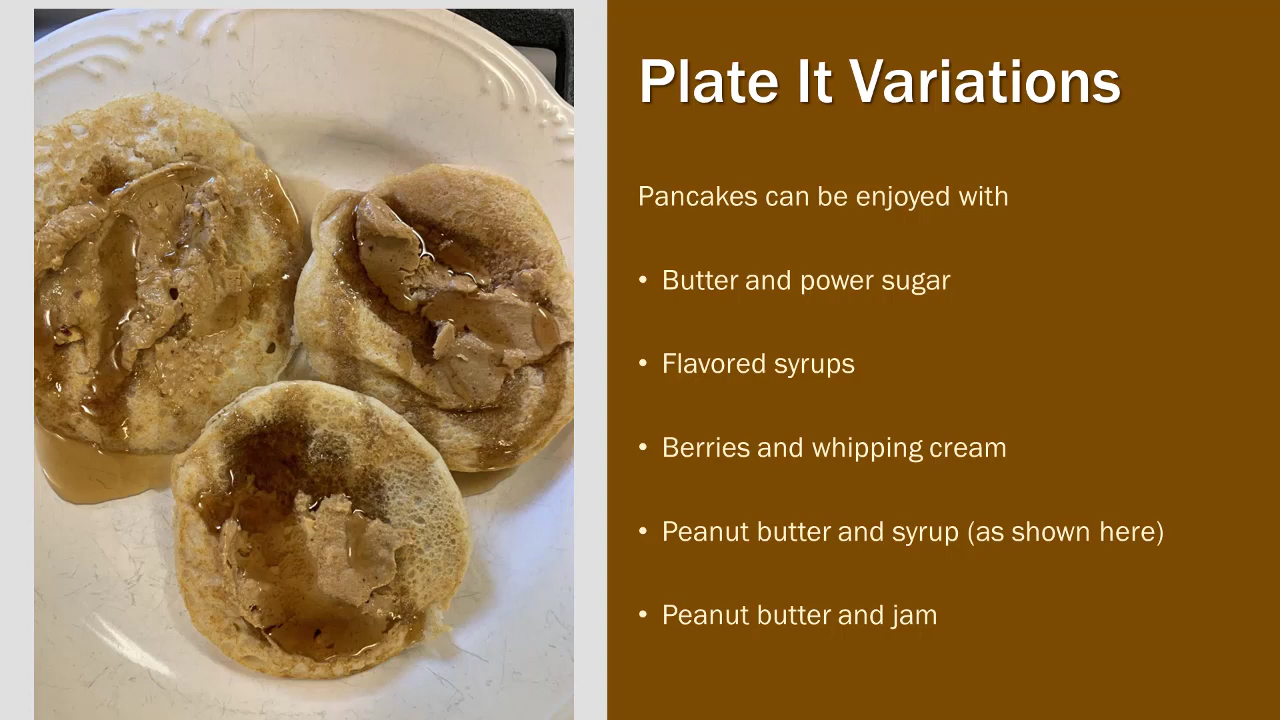 Plate It Variations
Pancakes can be enjoyed with
• Butter and power sugar
• Flavored syrups
• Berries and whipping cream
• Peanut butter and syrup (as shown here)
• Peanut butter and jam